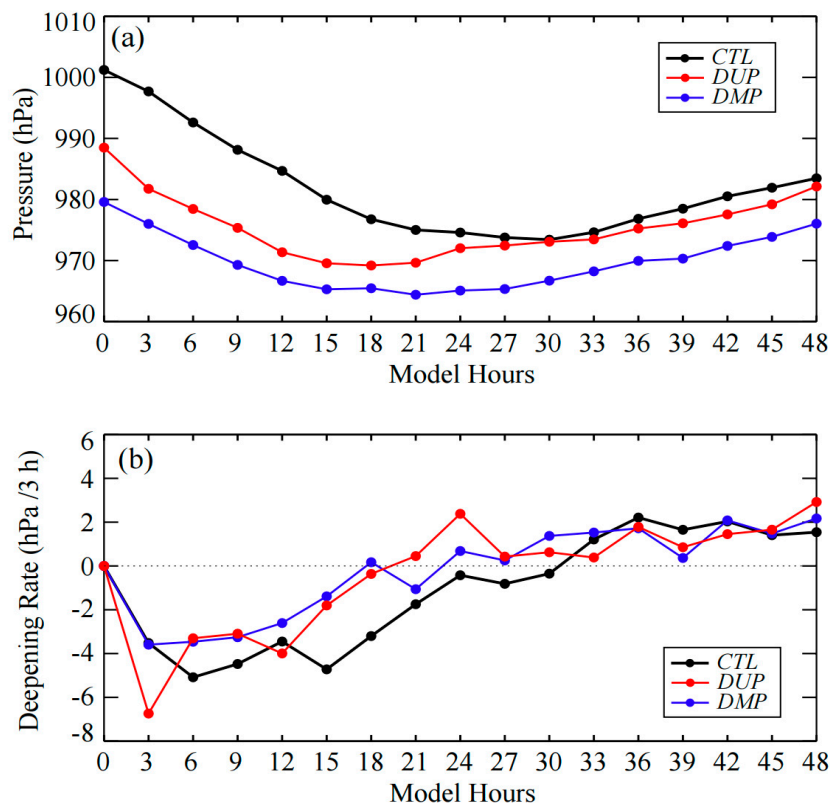 (a)
CTL
DUP
DMP
Pressure (hPa)
1010
1000
990
980
970
960
0 3 6 9 12 15 18 21 24 27 30 33 36 39 42 45 48
Model Hours
(b)
Deepening Rate (hPa /3 h)
6
4
2
0
-2
-4
-6
-8
CTL
DUP
DMP
0 3 6 9 12 15 18 21 24 27 30 33 36 39 42 45 48
Model Hours